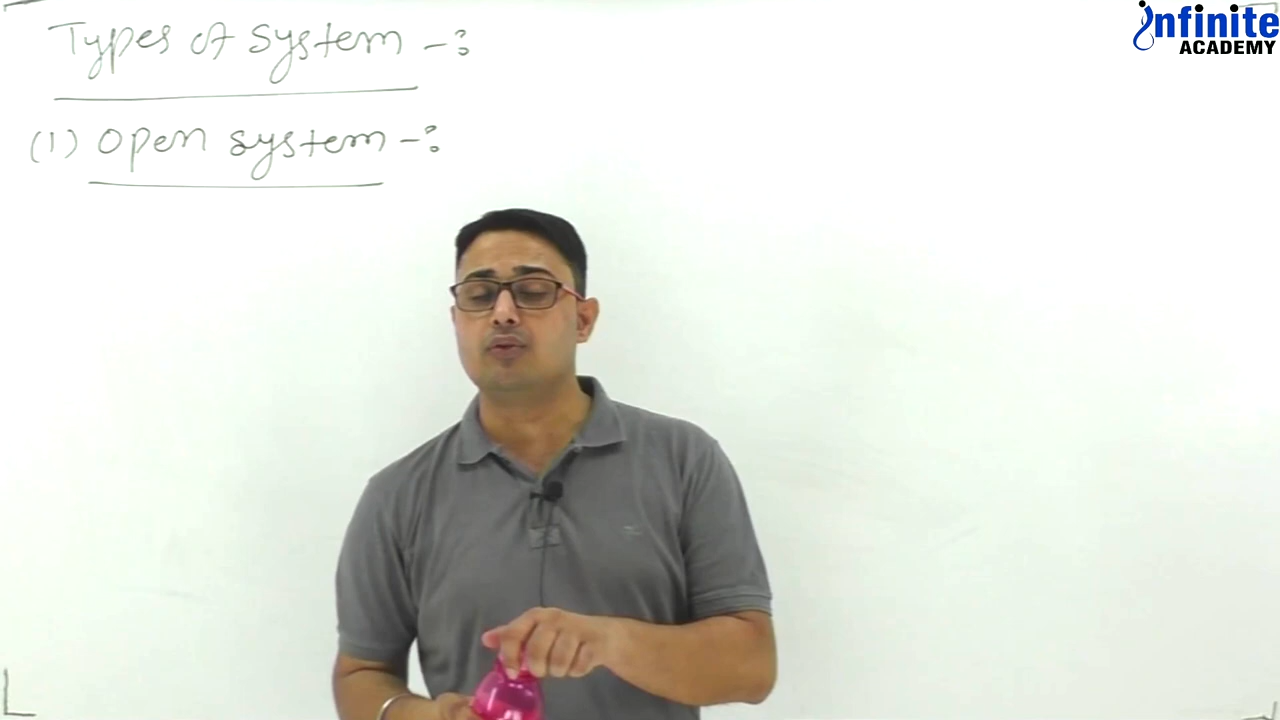 Types of System -:
(1) Open system -:
infinite
ACADEMY